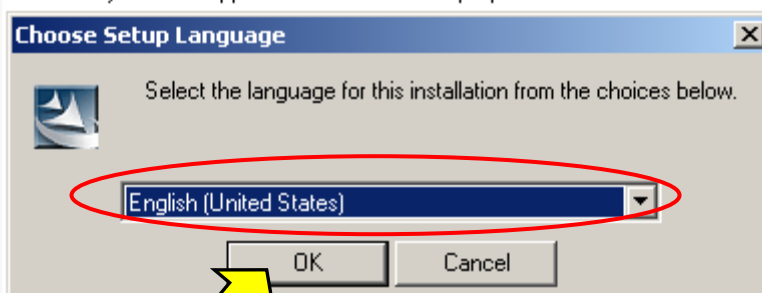 Choose Setup Language
Select the language for this installation from the choices below.
English (United States)
OK Cancel